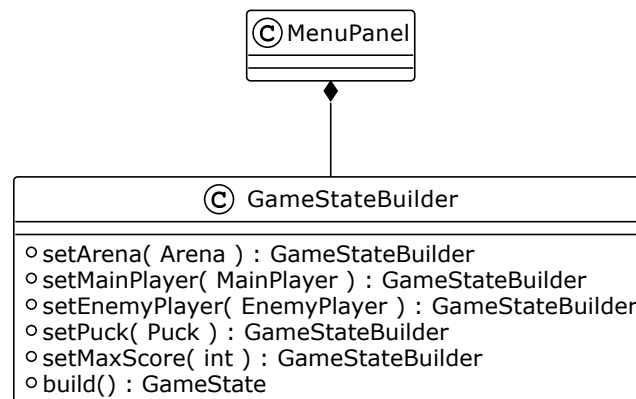 C MenuPanel
C GameStateBuilder
setArena( Arena ) : GameStateBuilder
setMainPlayer( MainPlayer ) : GameStateBuilder
setEnemyPlayer( EnemyPlayer ) : GameStateBuilder
setPuck( Puck ) : GameStateBuilder
setMaxScore( int ) : GameStateBuilder
build() : GameState